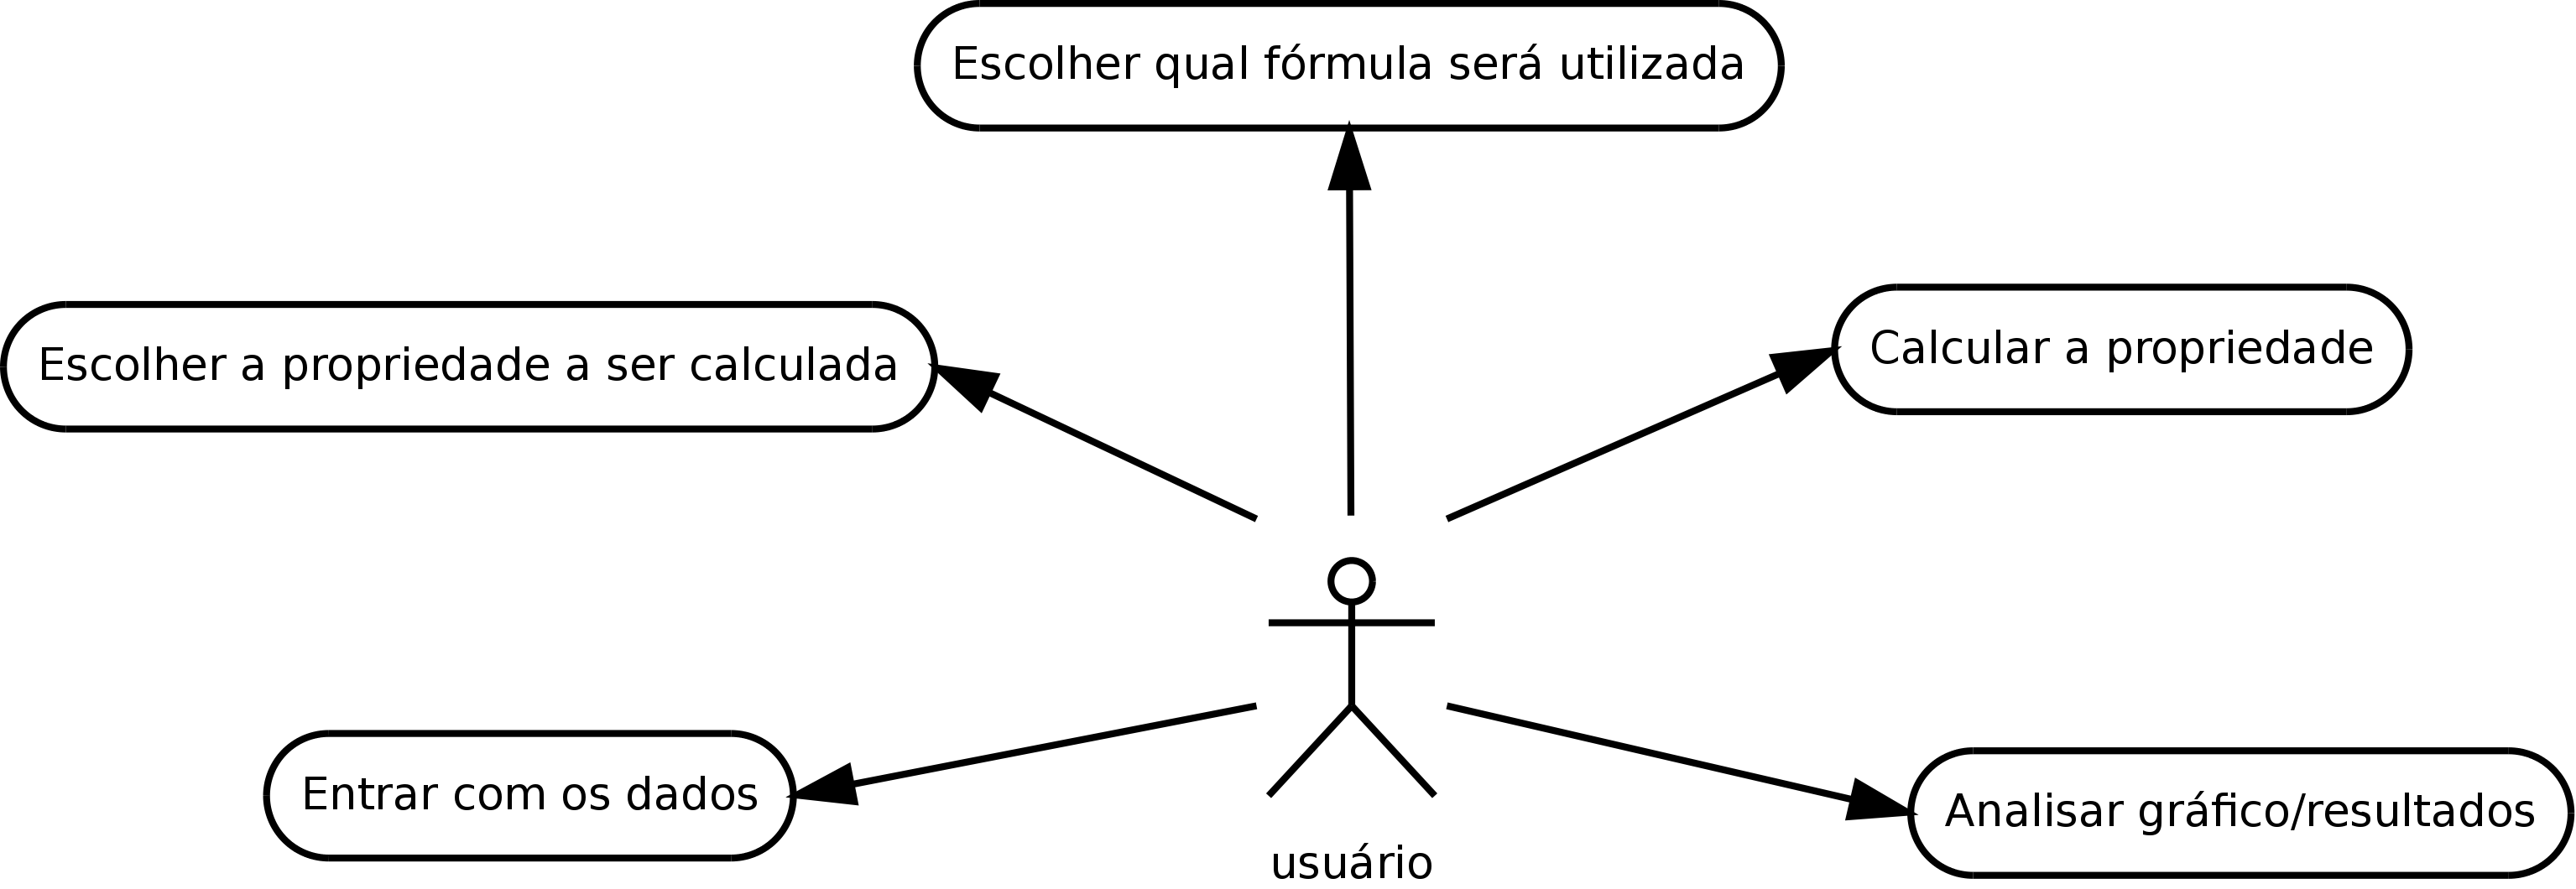 Escolher qual fórmula será utilizada
Escolher a propriedade a ser calculada
Calcular a propriedade
Entrar com os dados
Analisar gráfico/resultados
usuário